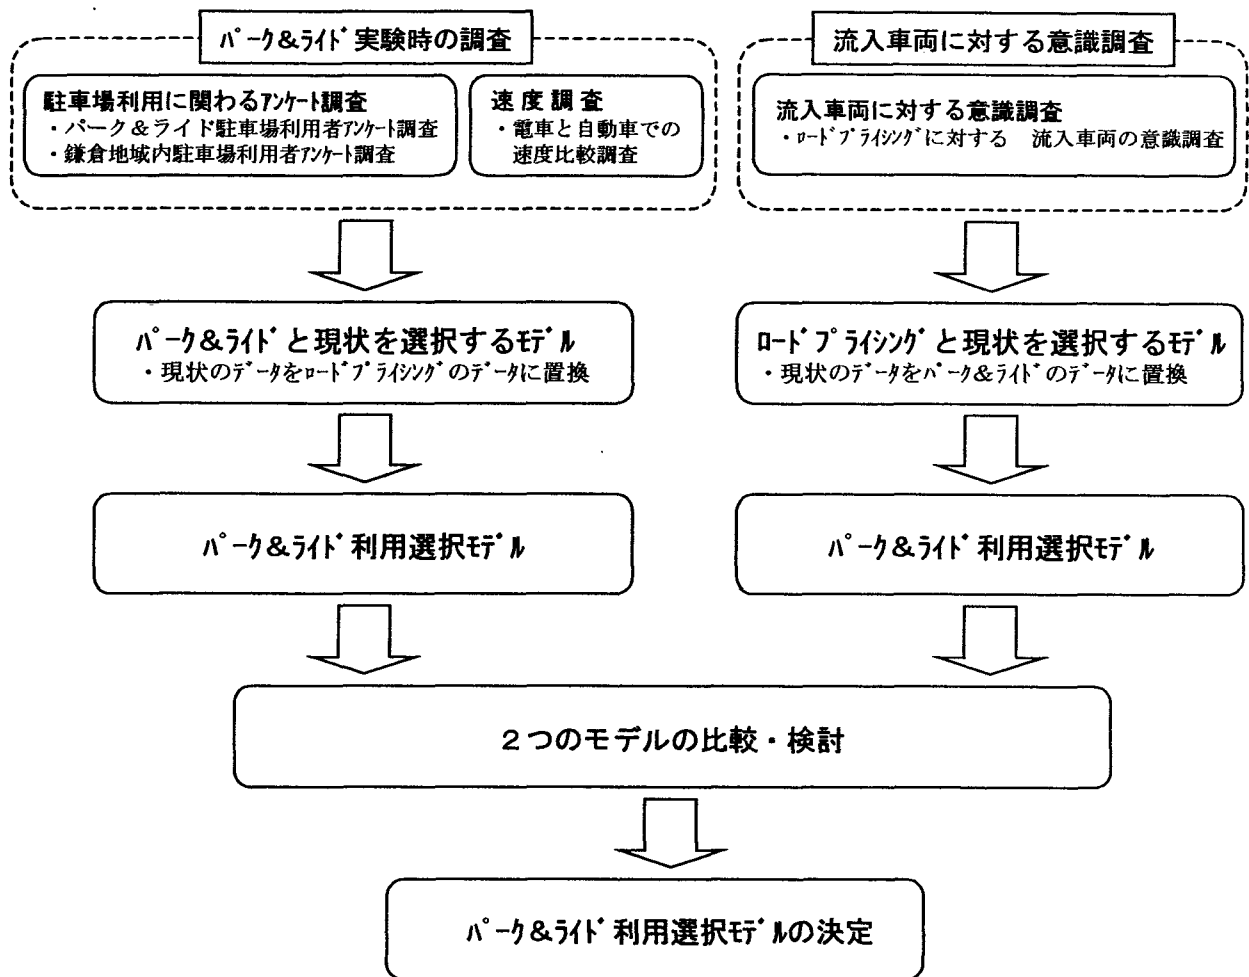 ﾊﾟｰｸ&ﾗｲﾄﾞ実験時の調査
駐車場利用に関わるｱﾝｹｰﾄ調査
・パーク&ライド駐車場利用者ｱﾝｹｰﾄ調査
・鎌倉地域内駐車場利用者ｱﾝｹｰﾄ調査
速度調査
・電車と自動車での
速度比較調査
流入車両に対する意識調査
流入車両に対する意識調査
・ﾛｰﾄﾞﾌﾟﾗｲｼﾝｸﾞに対する 流入車両の意識調査
ﾊﾟｰｸ&ﾗｲﾄﾞと現状を選択するﾓﾃﾞﾙ
・現状のﾃﾞｰﾀをﾛｰﾄﾞﾌﾟﾗｲｼﾝｸﾞのﾃﾞｰﾀに置換
ﾛｰﾄﾞﾌﾟﾗｲｼﾝｸﾞと現状を選択するﾓﾃﾞﾙ
・現状のﾃﾞｰﾀをﾊﾟｰｸ&ﾗｲﾄﾞのﾃﾞｰﾀに置換
ﾊﾟｰｸ&ﾗｲﾄﾞ利用選択ﾓﾃﾞﾙ
ﾊﾟｰｸ&ﾗｲﾄﾞ利用選択ﾓﾃﾞﾙ
２つのモデルの比較・検討
ﾊﾟｰｸ&ﾗｲﾄﾞ利用選択ﾓﾃﾞﾙの決定